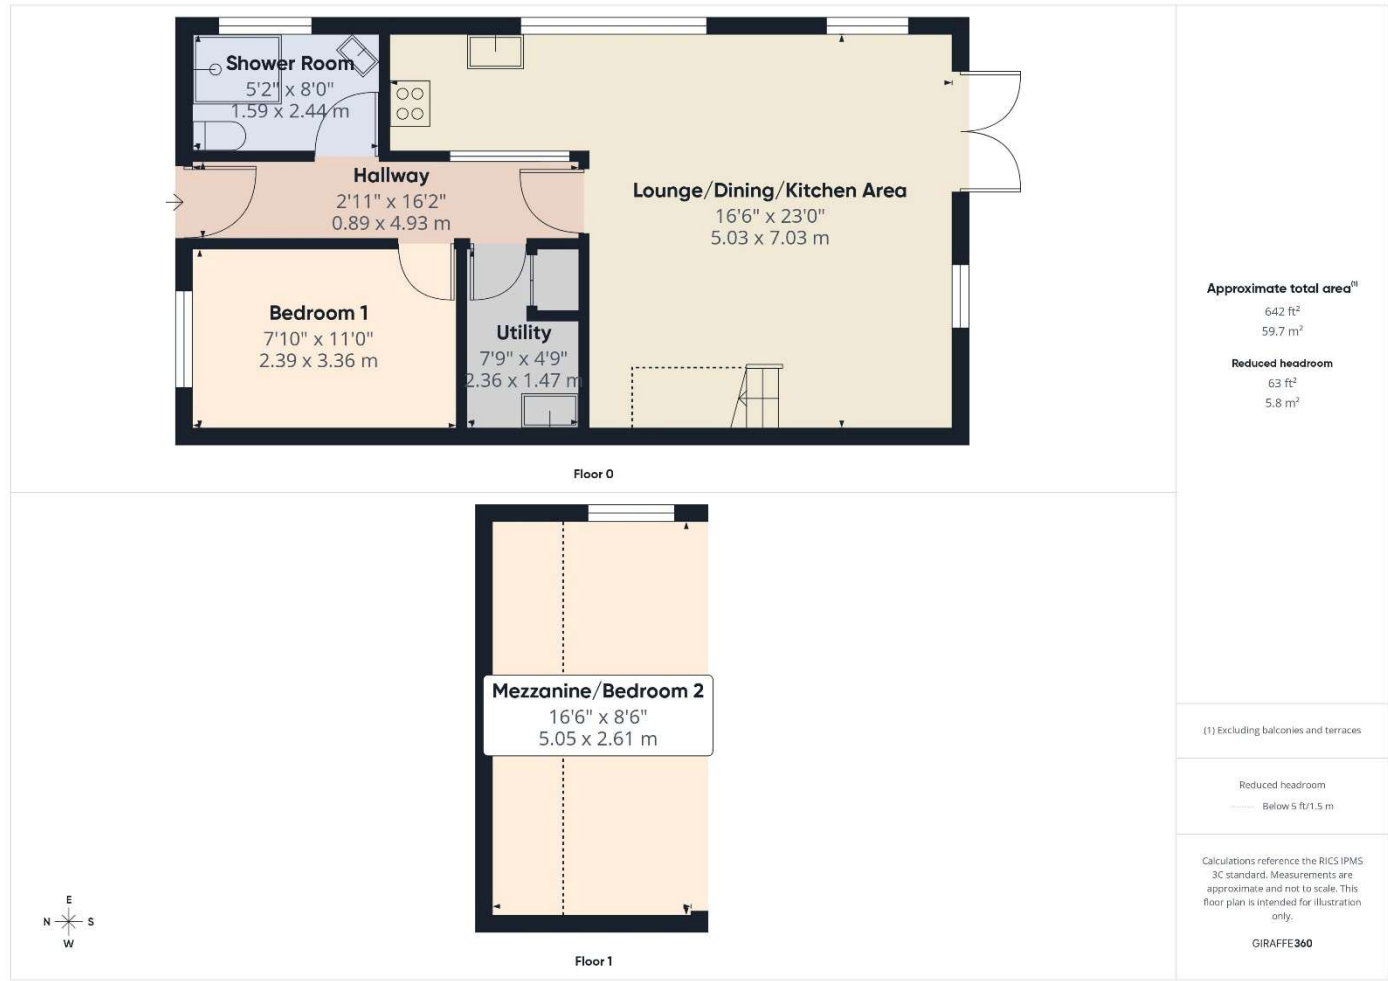 Shower Room
5'2" x 8'0"
1.59 x 2.44 m
Hallway
2'11" x 16'2"
0.89 x 4.93 m
Lounge/Dining/Kitchen Area
16'6" x 23'0"
5.03 x 7.03 m
Bedroom 1
7'10" x 11'0"
2.39 x 3.36 m
Utility
7'9" x 4'9"
2.36 x 1.47 m
Floor 0
Mezzanine/Bedroom 2
16'6" x 8'6"
5.05 x 2.61 m
E
N S
W
Floor 1
Approximate total area⁽¹⁾
642 ft²
59.7 m²
Reduced headroom
63 ft²
5.8 m²
(1) Excluding balconies and terraces
Reduced headroom
Below 5 ft/1.5 m
Calculations reference the RICS IPMS
3C standard. Measurements are
approximate and not to scale. This
floor plan is intended for illustration
only.
GIRAFFE360